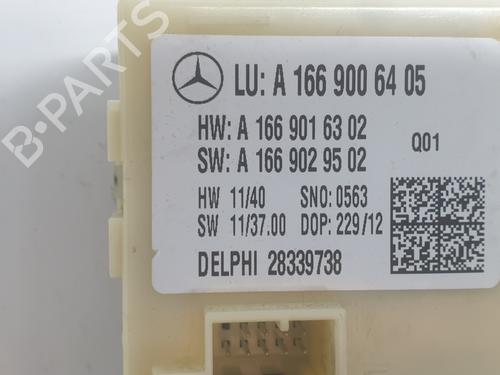 LU: A 166 900 64 05
HW: A 166 901 63 02
SW: A 166 902 95 02
Q01
HW 11/40 SNO: 0563
SW 11/37.00 DOP: 229/12
DELPHI 28339738
B-PARTS